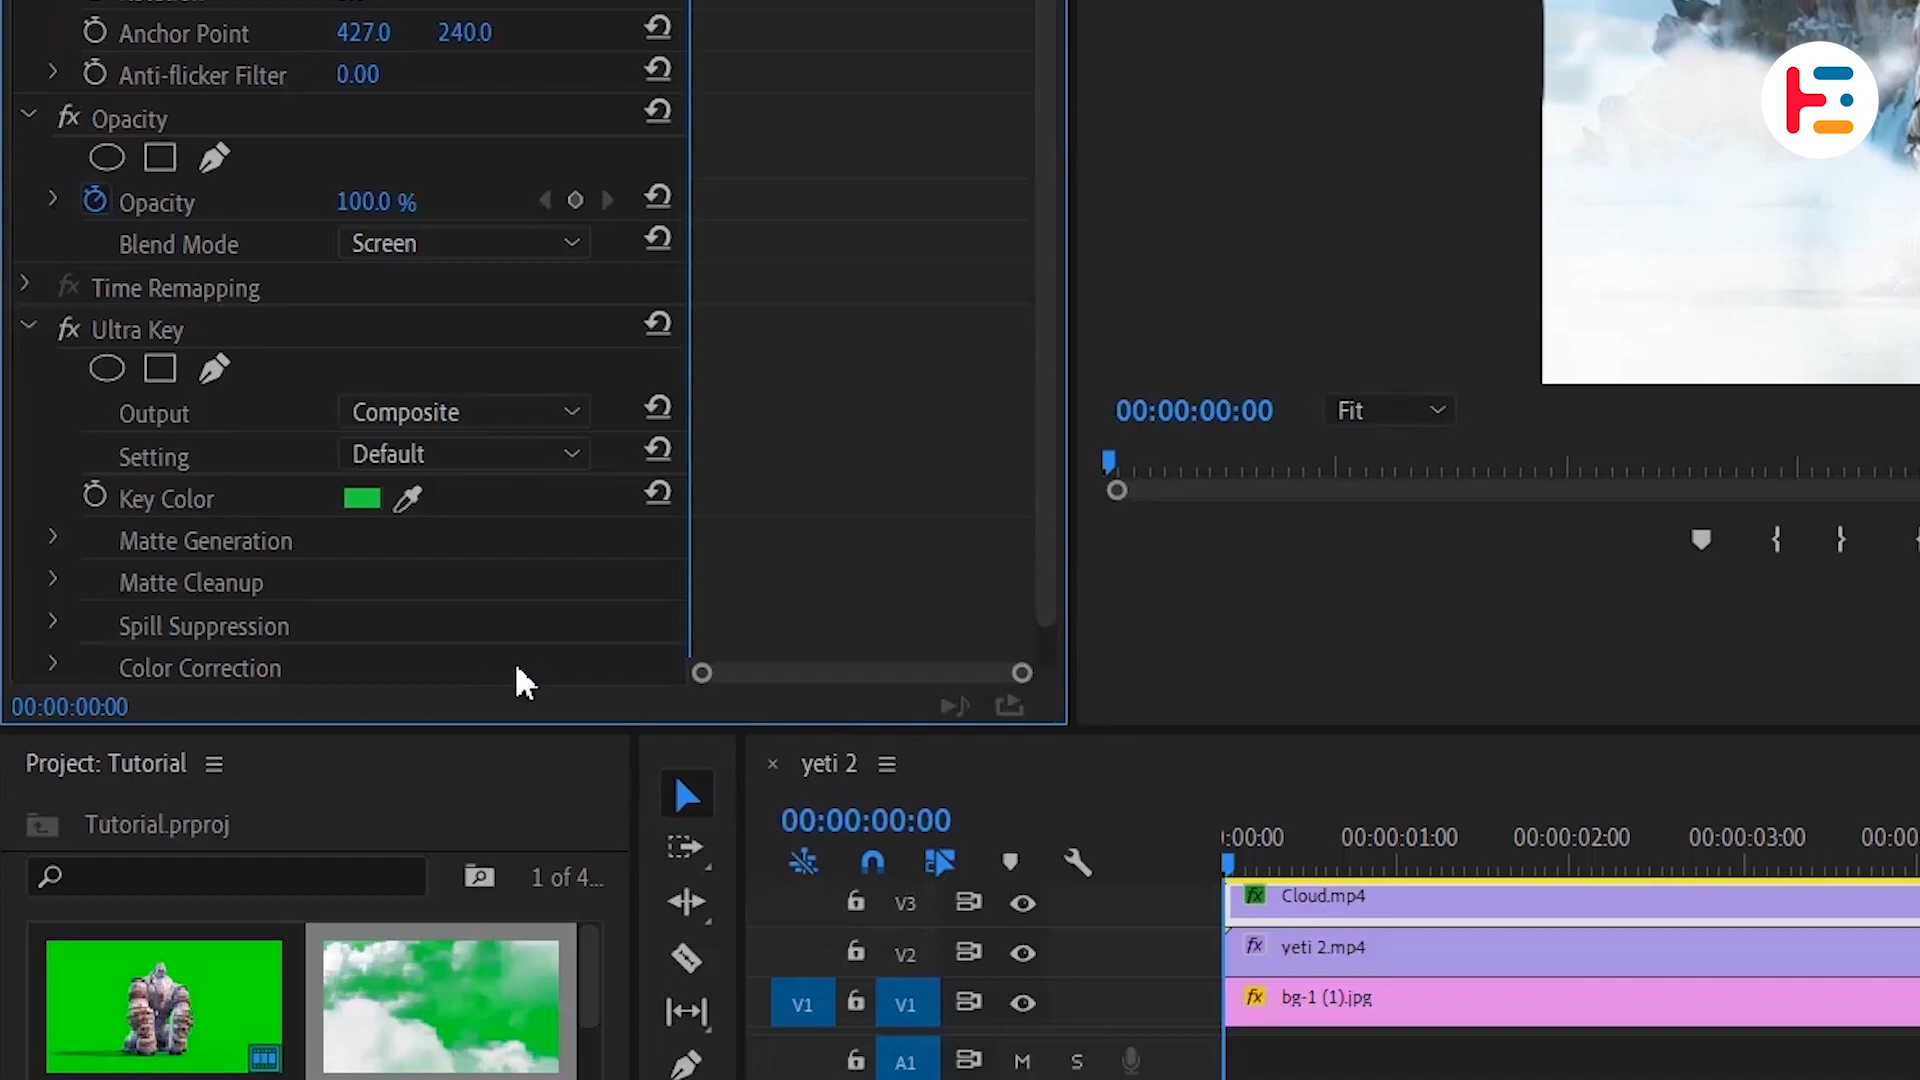 Anchor Point 427.0 240.0
Anti-flicker Filter 0.00
fx Opacity
Opacity 100.0 %
Blend Mode Screen
fx Time Remapping
fx Ultra Key
Output Composite
Setting Default
Key Color
Matte Generation
Matte Cleanup
Spill Suppression
Color Correction
00:00:00:00
00:00:00:00 Fit
Project: Tutorial
Tutorial.prproj
1 of 4...
× yeti 2
00:00:00:00
:00:00 00:00:01:00 00:00:02:00 00:00:03:00 00:00
V3 fx Cloud.mp4
V2 fx yeti 2.mp4
V1 V1 fx bg-1 (1).jpg
A1 M S